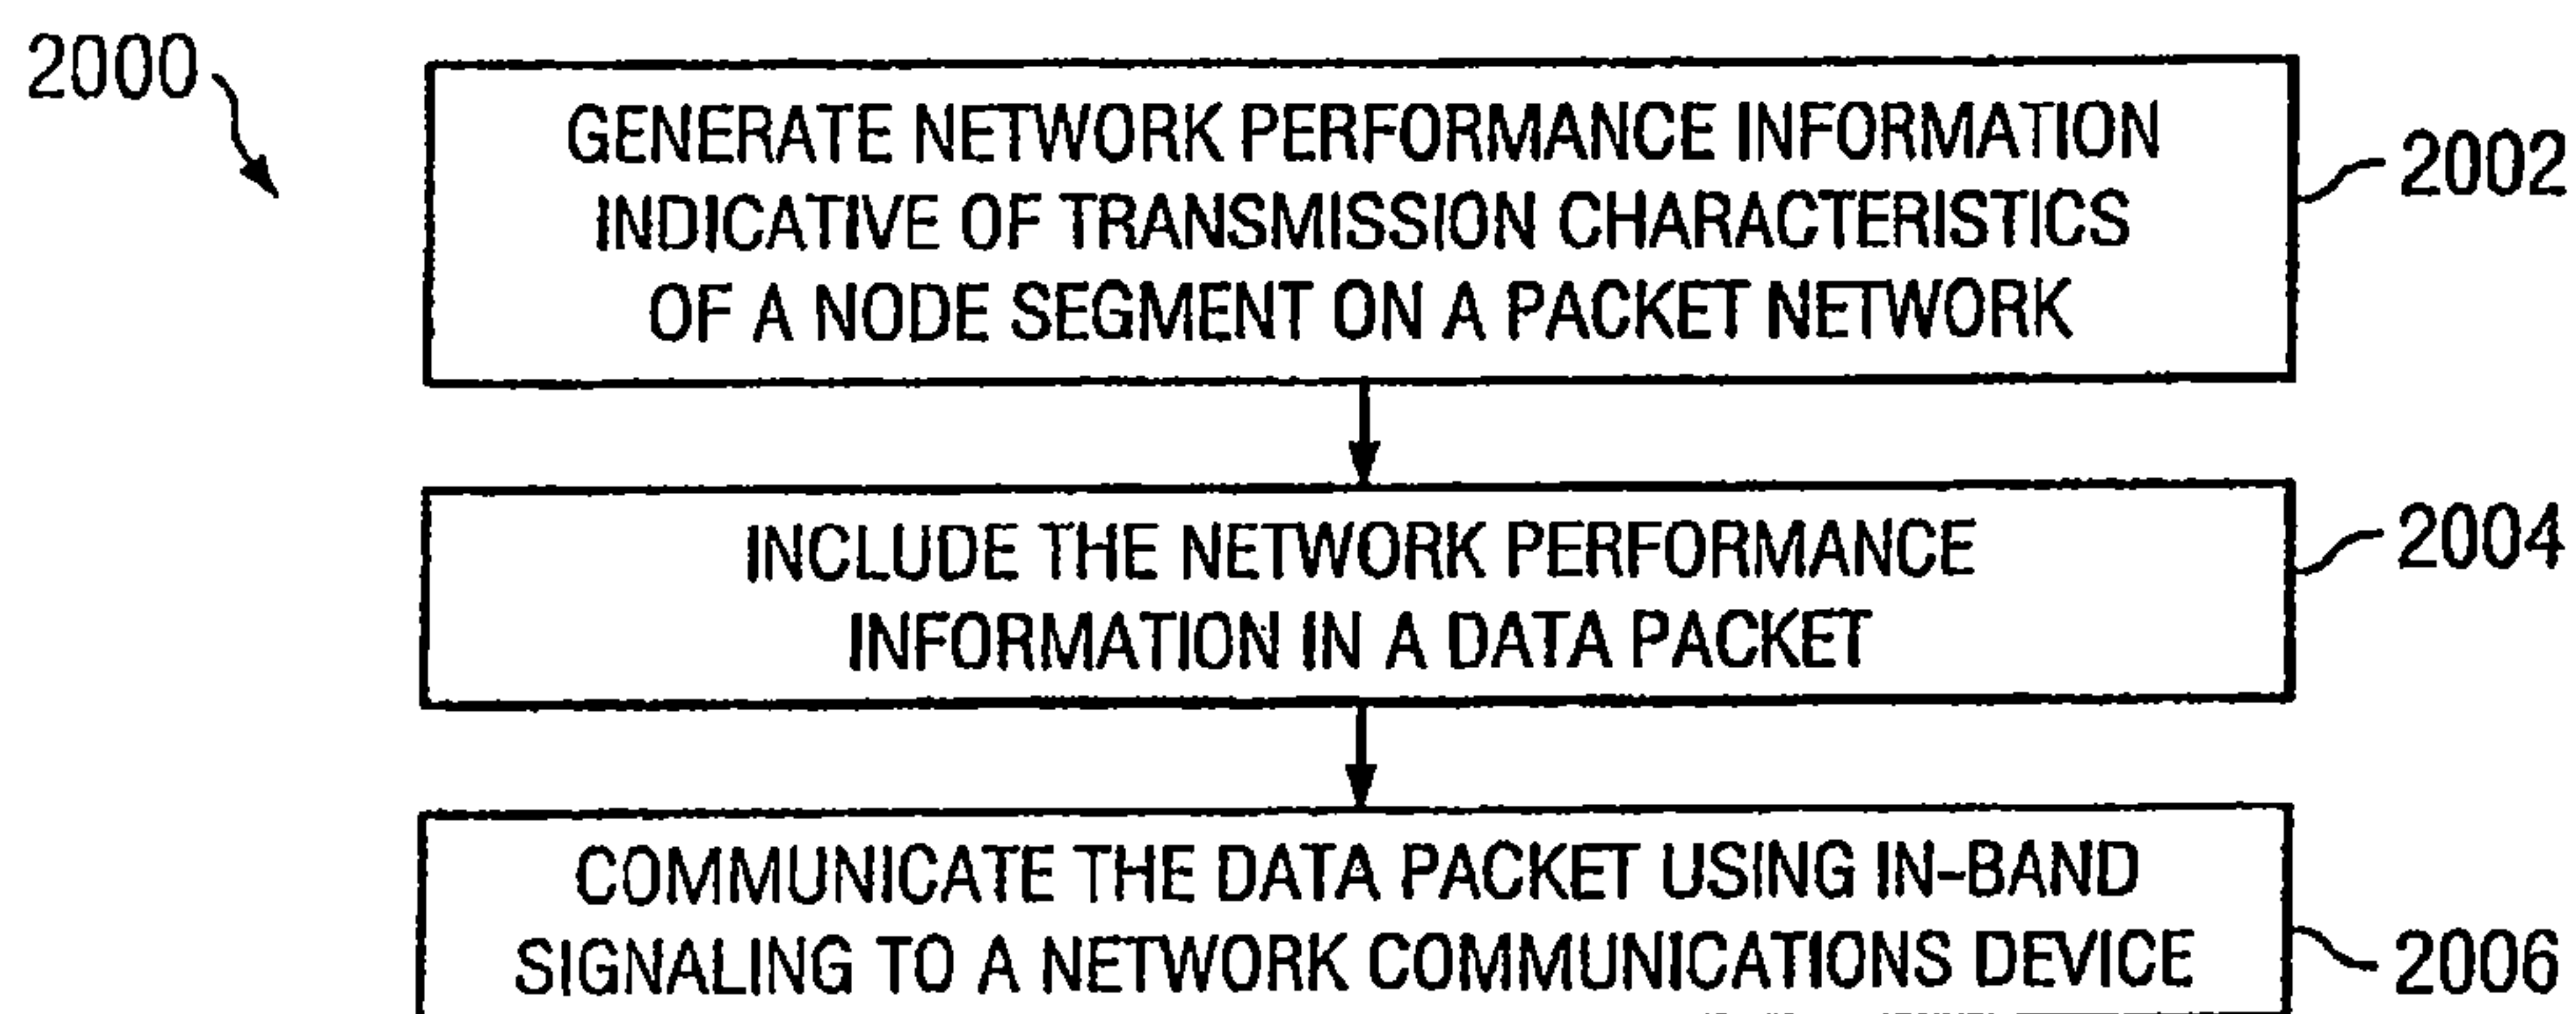 2000
GENERATE NETWORK PERFORMANCE INFORMATION
INDICATIVE OF TRANSMISSION CHARACTERISTICS
OF A NODE SEGMENT ON A PACKET NETWORK
2002
INCLUDE THE NETWORK PERFORMANCE
INFORMATION IN A DATA PACKET
2004
COMMUNICATE THE DATA PACKET USING IN-BAND
SIGNALING TO A NETWORK COMMUNICATIONS DEVICE
2006